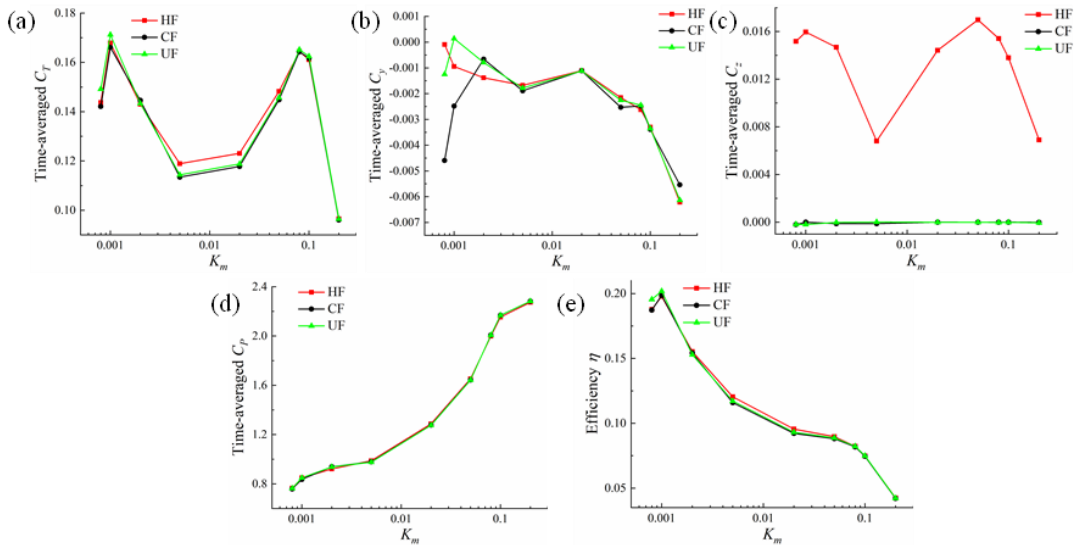 (a)
Time-averaged C_T
0.18
0.16
0.14
0.12
0.10
0.001
0.01
0.1
K_m
HF
CF
UF
(b)
Time-averaged C_y
0.001
0.000
-0.001
-0.002
-0.003
-0.004
-0.005
-0.006
-0.007
0.001
0.01
0.1
K_m
HF
CF
UF
(c)
Time-averaged C_z
0.016
0.012
0.008
0.004
0.000
0.001
0.01
0.1
K_m
HF
CF
UF
(d)
Time-averaged C_P
2.4
2.0
1.6
1.2
0.8
0.001
0.01
0.1
K_m
HF
CF
UF
(e)
Efficiency η
0.20
0.15
0.10
0.05
0.001
0.01
0.1
K_m
HF
CF
UF